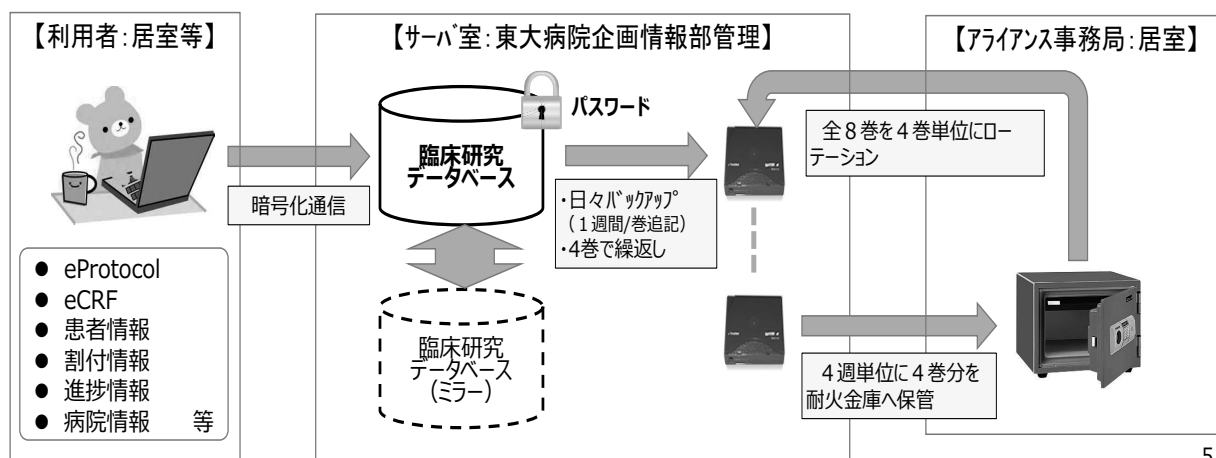 【利用者：居室等】
● eProtocol
● eCRF
● 患者情報
● 割付情報
● 進捗情報
● 病院情報　等
暗号化通信
【ｻｰﾊﾞ室：東大病院企画情報部管理】
パスワード
臨床研究
データベース
・日々ﾊﾞｯｸｱｯﾌﾟ
（１週間/巻追記）
・4巻で繰返し
臨床研究
データベース
(ミラー)
【ｱﾗｲｱﾝｽ事務局：居室】
全８巻を４巻単位にロー
テーション
４週単位に４巻分を
耐火金庫へ保管
5